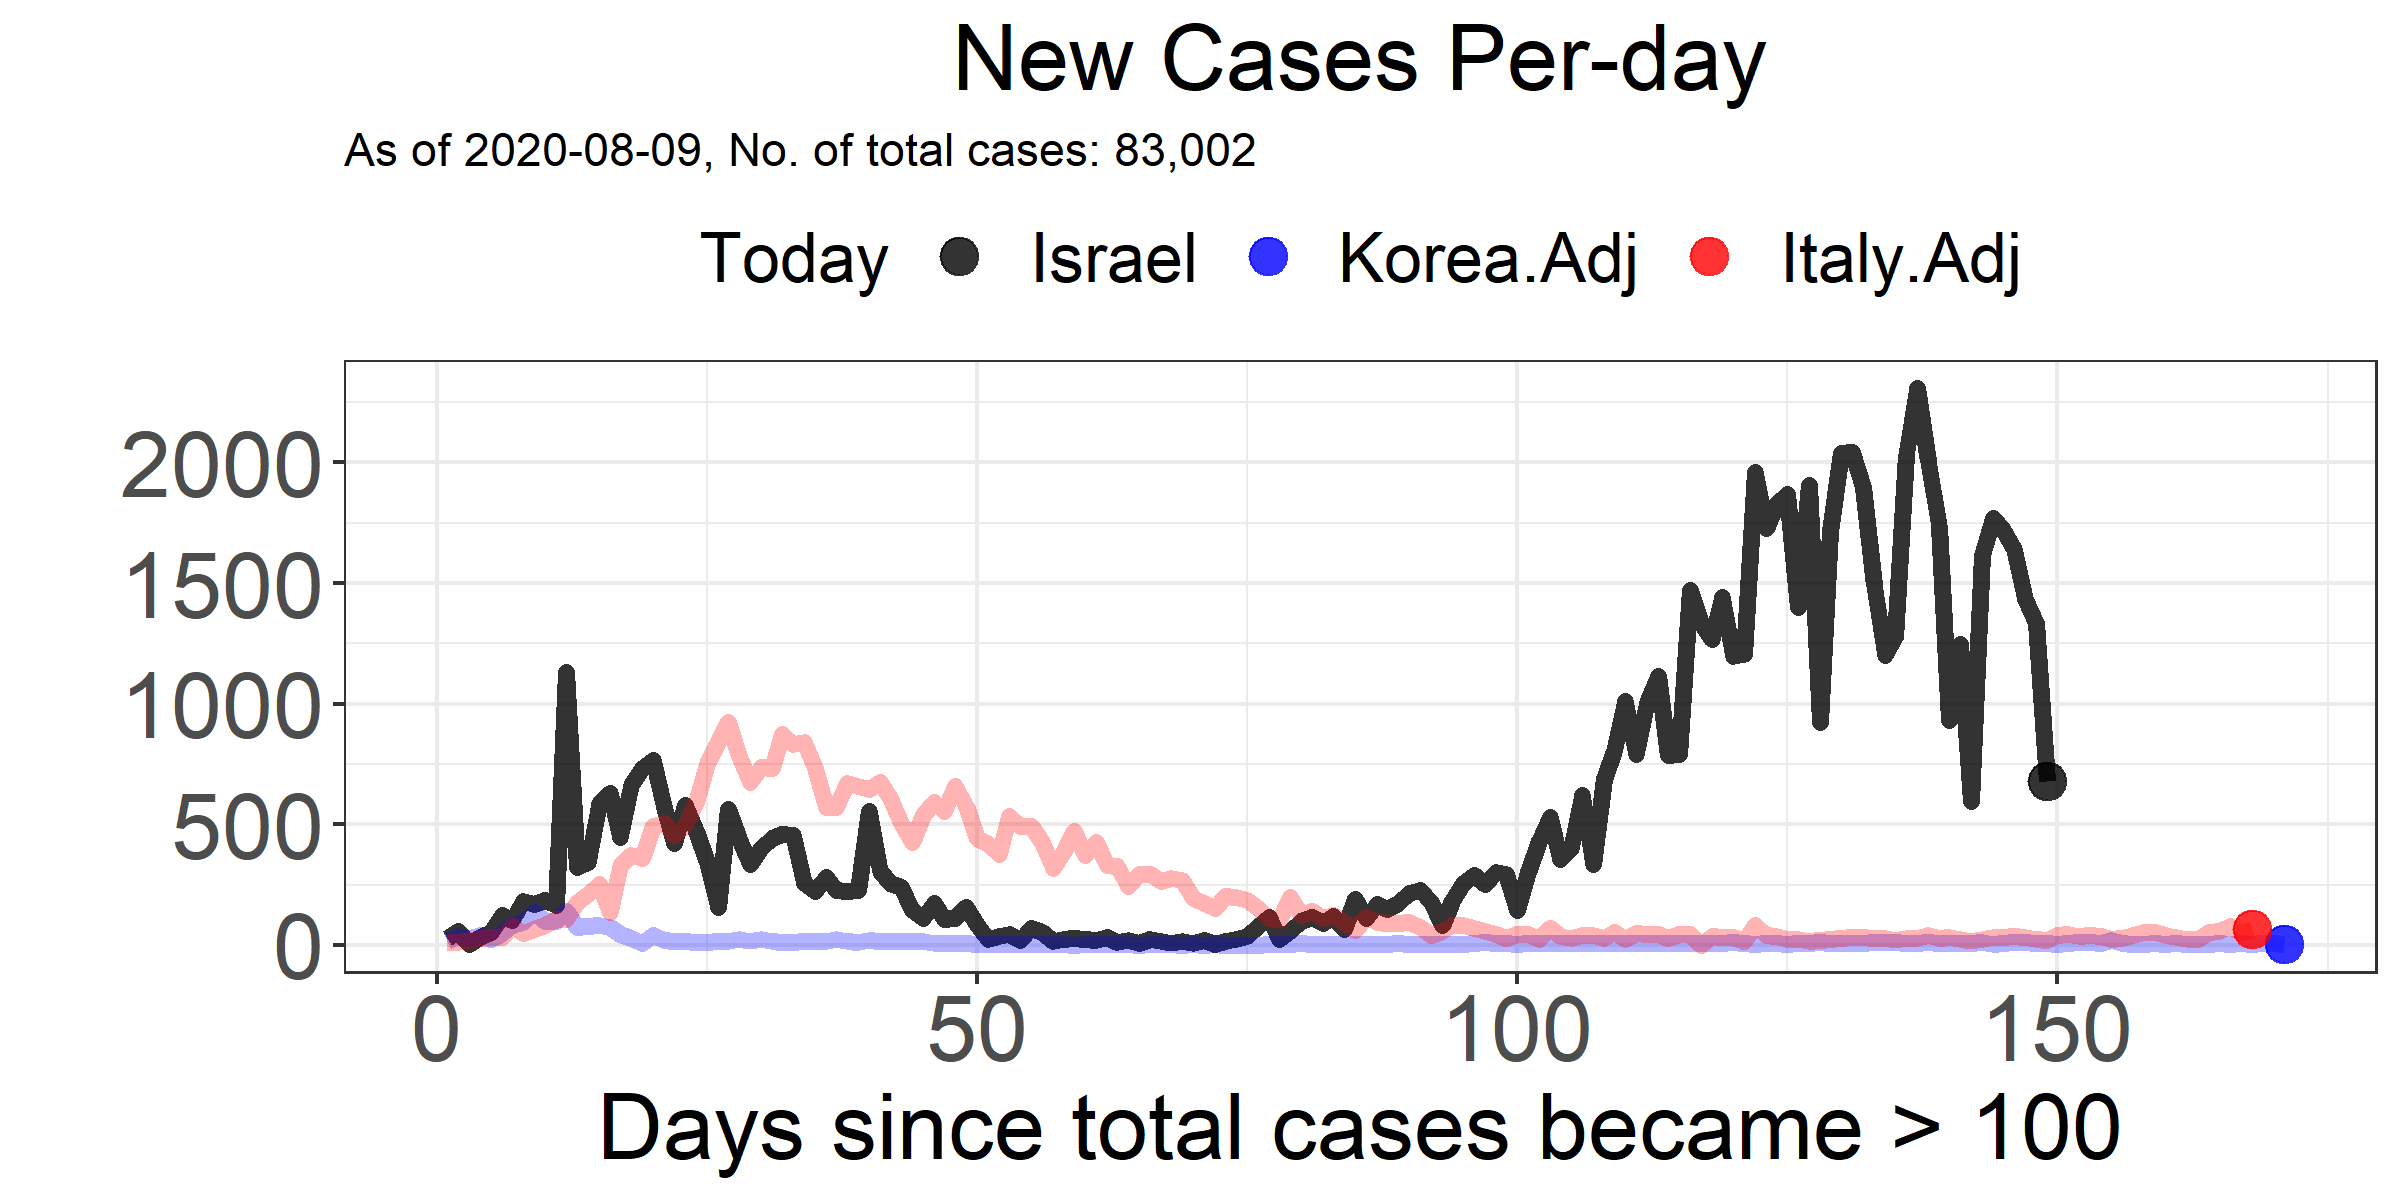 New Cases Per-day
As of 2020-08-09, No. of total cases: 83,002
Today Israel Korea.Adj Italy.Adj
2000
1500
1000
500
0
0 50 100 150
Days since total cases became > 100